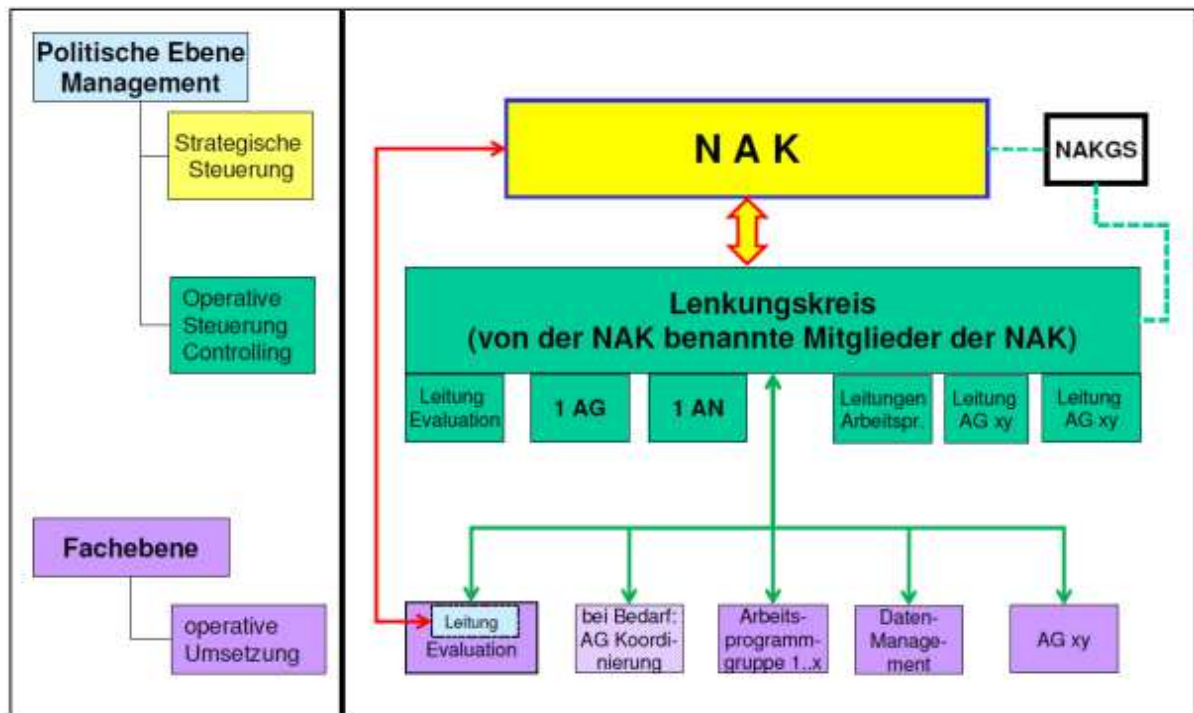 Politische Ebene
Management
Strategische
Steuerung
Operative
Steuerung
Controlling
Fachebene
operative
Umsetzung
N A K
NAKGS
Lenkungskreis
(von der NAK benannte Mitglieder der NAK)
Leitung
Evaluation
1 AG
1 AN
Leitungen
Arbeitspr.
Leitung
AG xy
Leitung
AG xy
Leitung
Evaluation
bei Bedarf:
AG Koordi-
nierung
Arbeits-
programm-
gruppe 1..x
Daten-
Manage-
ment
AG xy